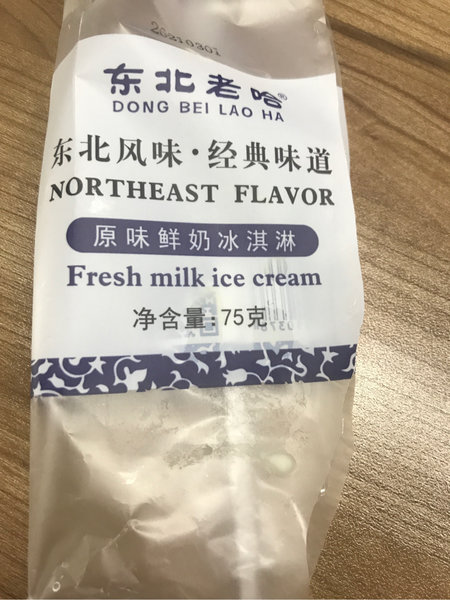 20210301
东北老哈®
DONG BEI LAO HA
东北风味·经典味道
NORTHEAST FLAVOR
原味鲜奶冰淇淋
Fresh milk ice cream
净含量:75克